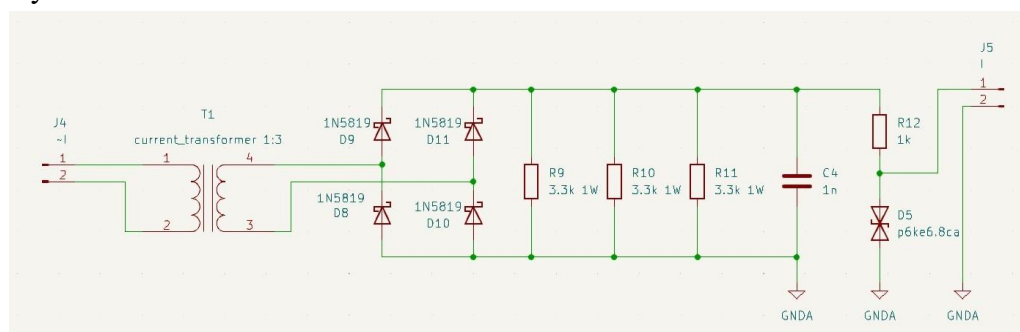 J5
I
1
2
T1
J4
~I
current_transformer 1:3
1
2
1
4
2
3
1N5819
D9
1N5819
D11
1N5819
D8
1N5819
D10
R9
3.3k 1W
R10
3.3k 1W
R11
3.3k 1W
C4
1n
R12
1k
D5
p6ke6.8ca
GNDA
GNDA
GNDA